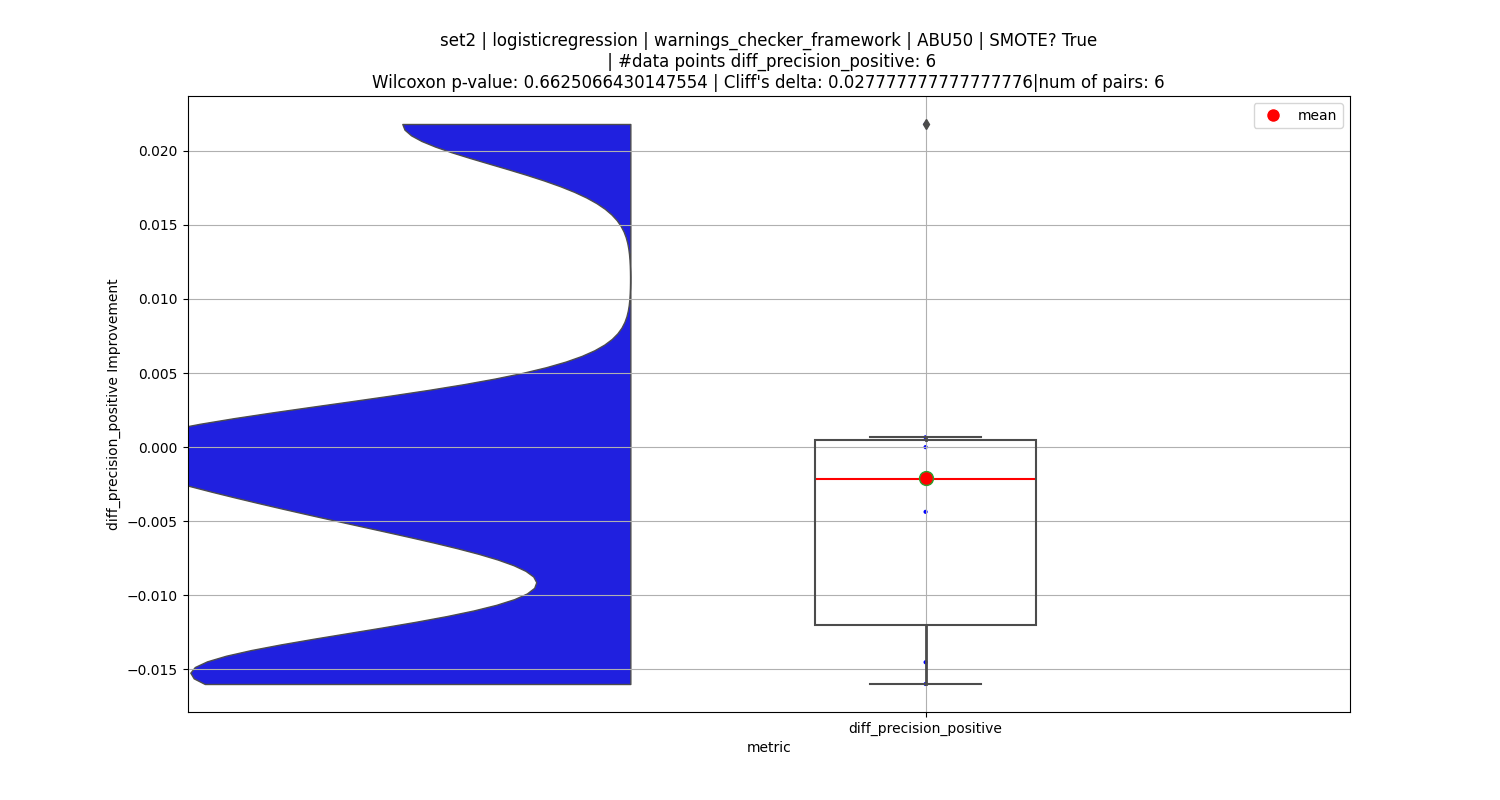 set2 | logisticregression | warnings_checker_framework | ABU50 | SMOTE? True
| #data points diff_precision_positive: 6
Wilcoxon p-value: 0.6625066430147554 | Cliff's delta: 0.027777777777777776|num of pairs: 6
mean
0.020
0.015
0.010
0.005
0.000
−0.005
−0.010
−0.015
diff_precision_positive Improvement
diff_precision_positive
metric